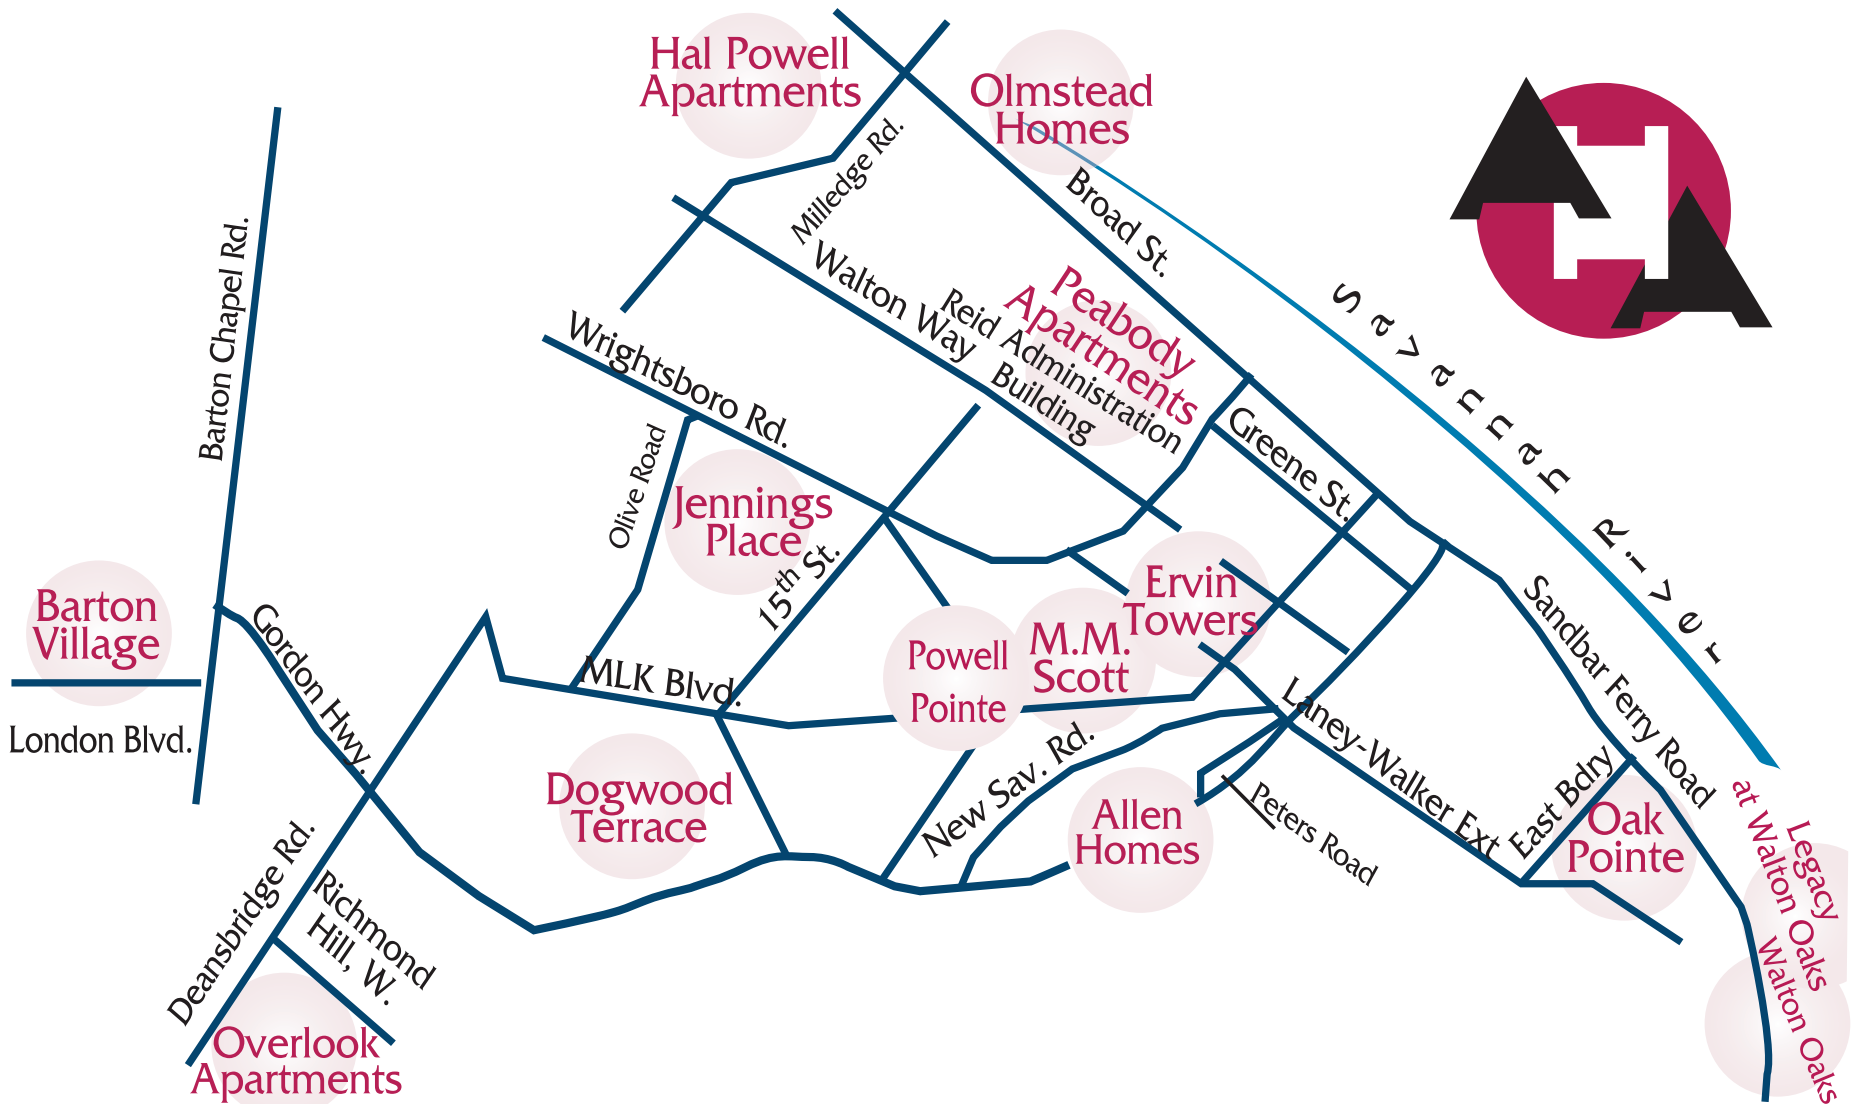 Hal Powell
Apartments
Olmstead
Homes
Milledge Rd.
Broad St.
Savannah River
Barton Chapel Rd.
Walton Way
Peabody
Apartments
Reid Administration
Building
Wrightsboro Rd.
Olive Road
Greene St.
Jennings
Place
15th St.
Ervin
Towers
Barton
Village
London Blvd.
Gordon Hwy.
MLK Blvd.
Powell
Pointe
M.M.
Scott
Sandbar Ferry Road
Laney-Walker Ext
New Sav. Rd.
Dogwood
Terrace
Allen
Homes
Peters Road
East Bdry
Oak
Pointe
Legacy
at Walton Oaks
Walton Oaks
Deansbridge Rd.
Richmond
Hill, W.
Overlook
Apartments
AHA